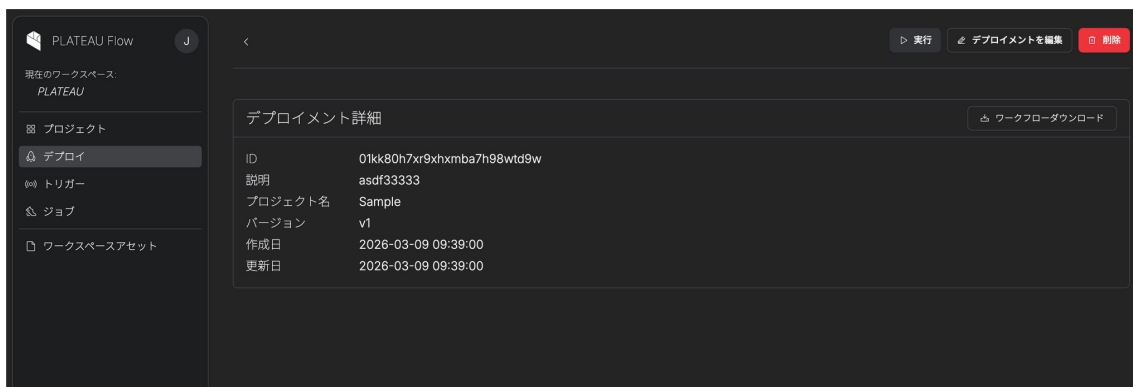 PLATEAU Flow
J
現在のワークスペース:
PLATEAU
プロジェクト
デプロイ
トリガー
ジョブ
ワークスペースアセット
実行
デプロイメントを編集
削除
デプロイメント詳細
ワークフローダウンロード
ID 01kk80h7xr9xhxmba7h98wtd9w
説明 asdf33333
プロジェクト名 Sample
バージョン v1
作成日 2026-03-09 09:39:00
更新日 2026-03-09 09:39:00